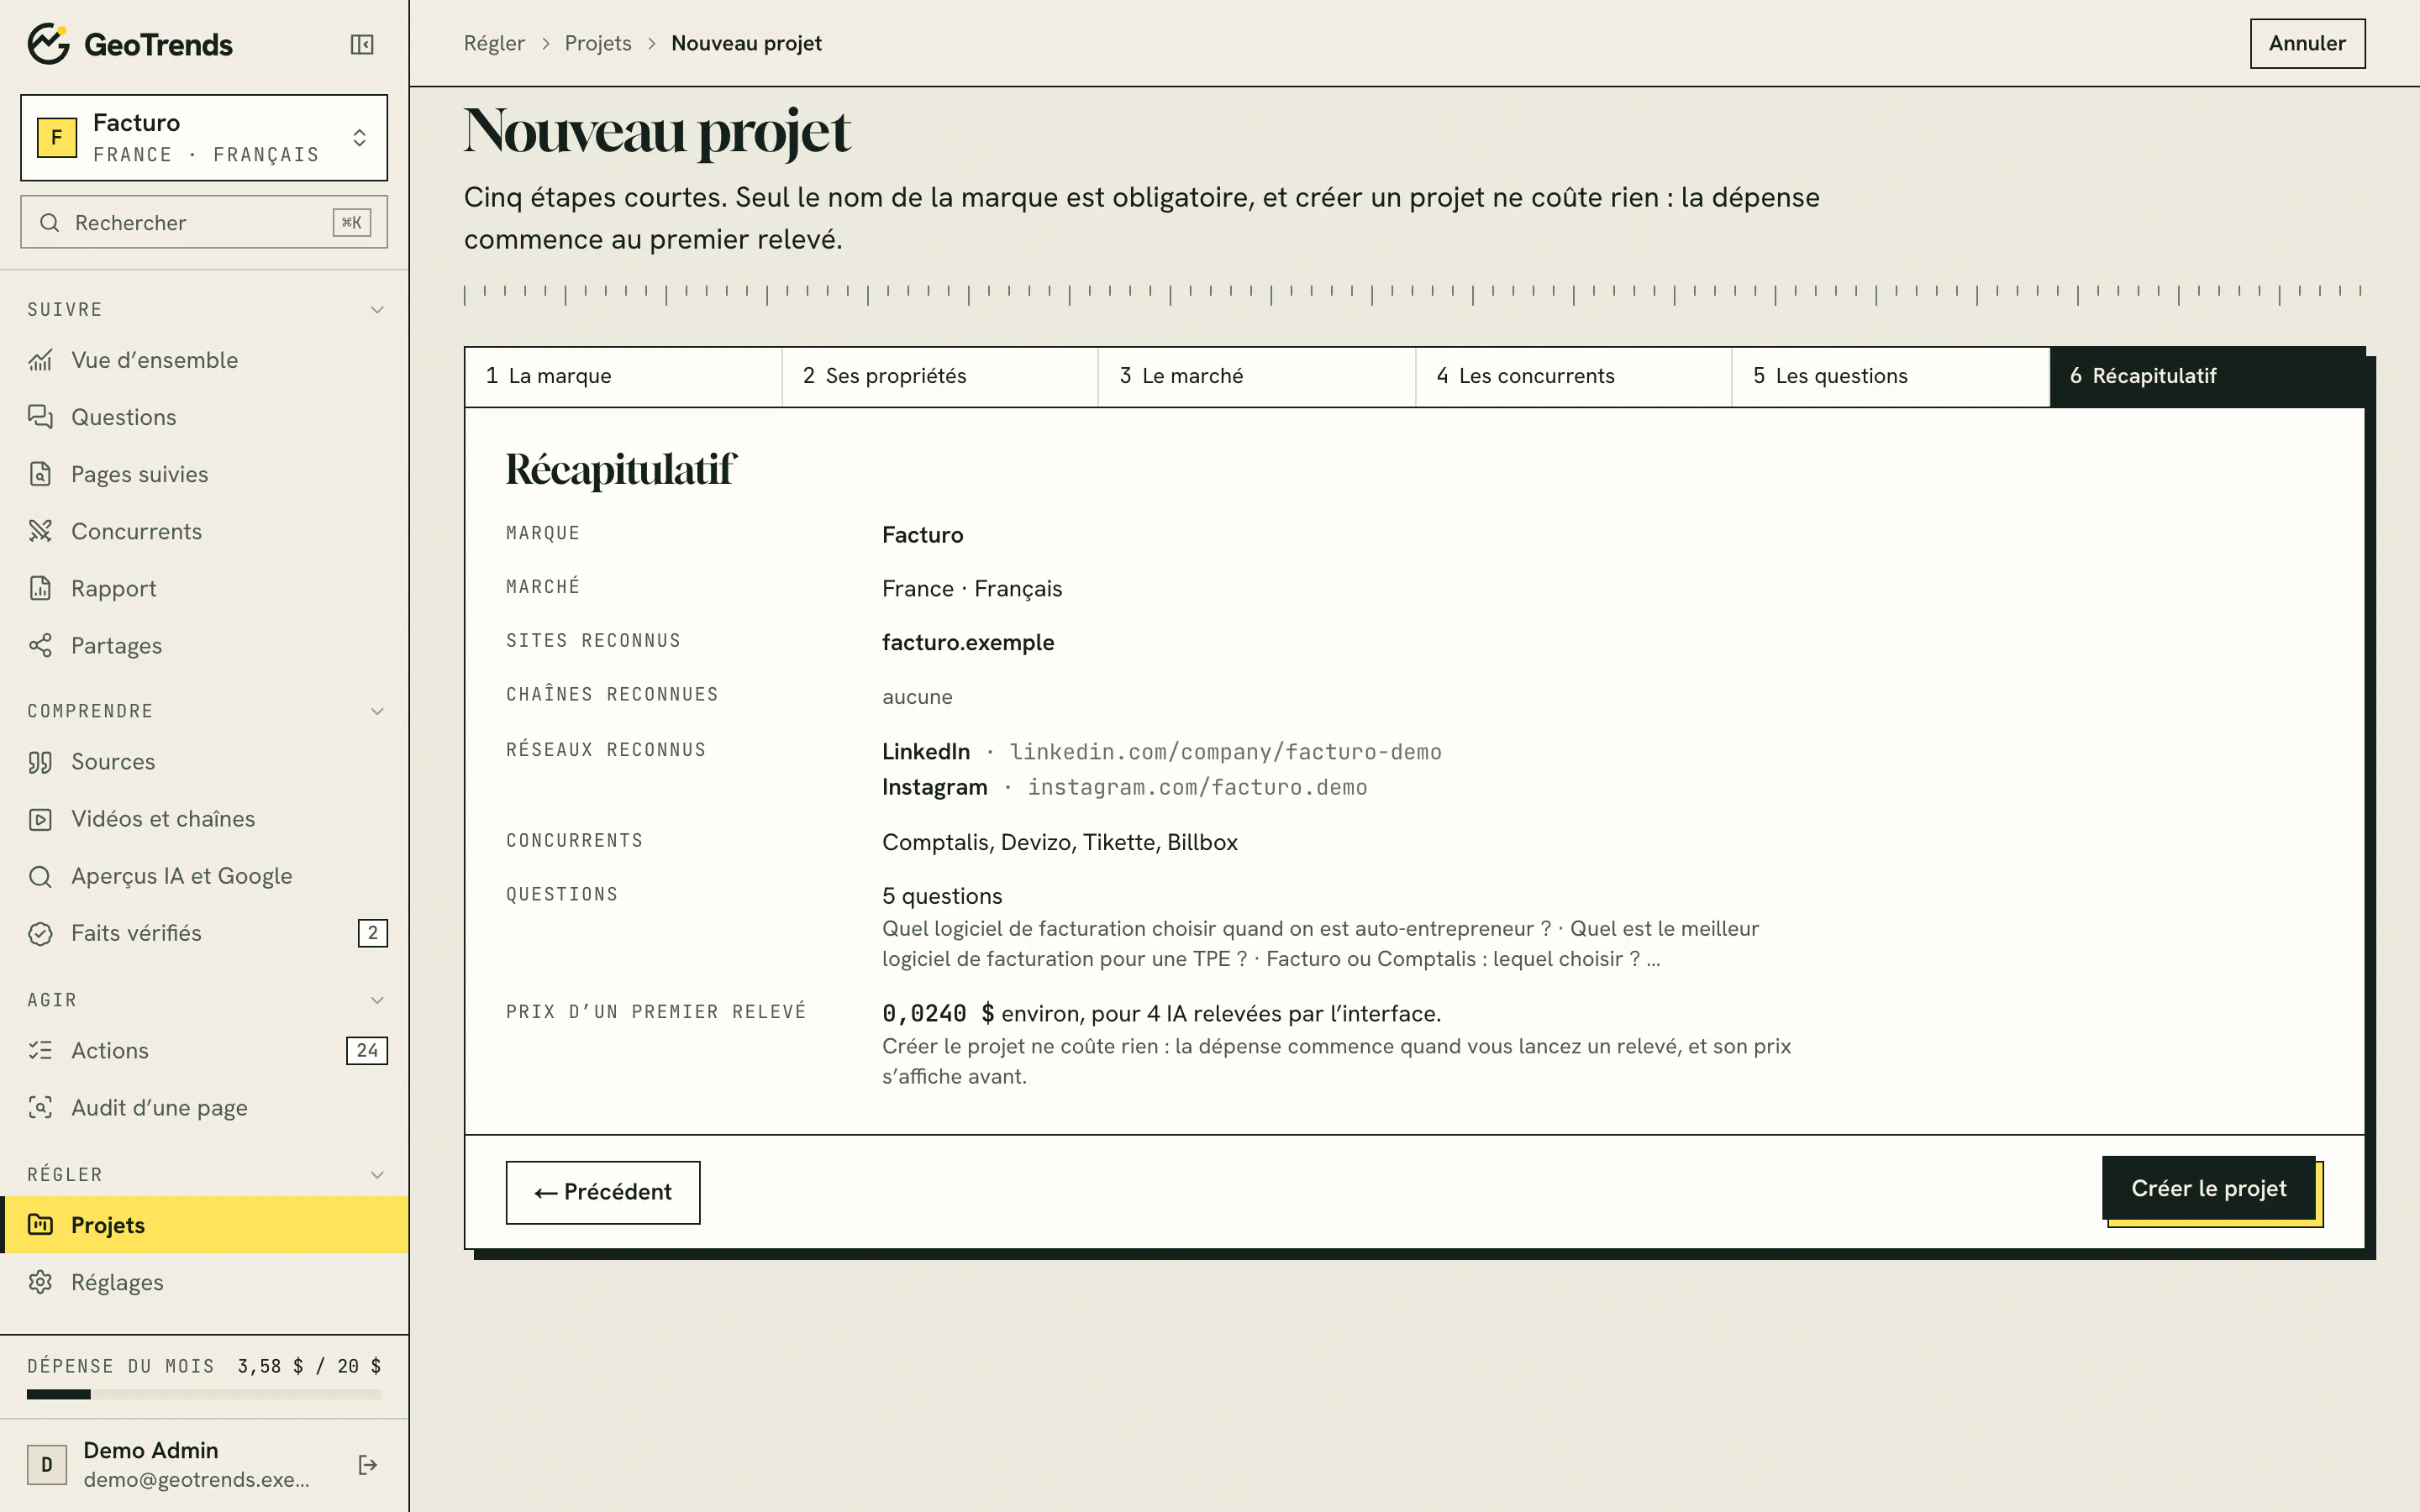 GeoTrends
F
Facturo
FRANCE · FRANÇAIS
Rechercher
⌘K
SUIVRE
Vue d’ensemble
Questions
Pages suivies
Concurrents
Rapport
Partages
COMPRENDRE
Sources
Vidéos et chaînes
Aperçus IA et Google
Faits vérifiés 2
AGIR
Actions 24
Audit d’une page
RÉGLER
Projets
Réglages
DÉPENSE DU MOIS 3,58 $ / 20 $
D
Demo Admin
demo@geotrends.exe...
Régler > Projets > Nouveau projet
Annuler
Nouveau projet
Cinq étapes courtes. Seul le nom de la marque est obligatoire, et créer un projet ne coûte rien : la dépense
commence au premier relevé.
1 La marque
2 Ses propriétés
3 Le marché
4 Les concurrents
5 Les questions
6 Récapitulatif
Récapitulatif
MARQUE Facturo
MARCHÉ France · Français
SITES RECONNUS facturo.exemple
CHAÎNES RECONNUES aucune
RÉSEAUX RECONNUS LinkedIn · linkedin.com/company/facturo-demo
Instagram · instagram.com/facturo.demo
CONCURRENTS Comptalis, Devizo, Tikette, Billbox
QUESTIONS 5 questions
Quel logiciel de facturation choisir quand on est auto-entrepreneur ? · Quel est le meilleur
logiciel de facturation pour une TPE ? · Facturo ou Comptalis : lequel choisir ? ...
PRIX D’UN PREMIER RELEVÉ 0,0240 $ environ, pour 4 IA relevées par l’interface.
Créer le projet ne coûte rien : la dépense commence quand vous lancez un relevé, et son prix
s’affiche avant.
← Précédent
Créer le projet